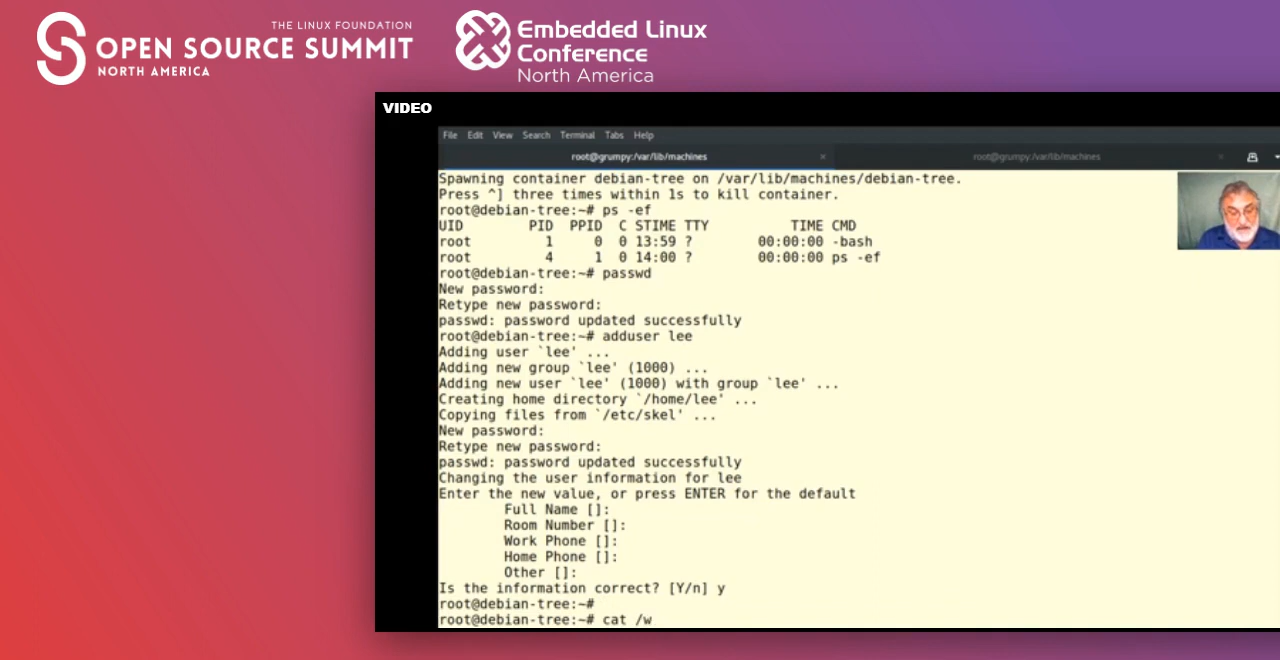 THE LINUX FOUNDATION
OPEN SOURCE SUMMIT
NORTH AMERICA
Embedded Linux
Conference
North America
VIDEO
File Edit View Search Terminal Tabs Help
root@grumpy:/var/lib/machines × root@grumpy:/var/lib/machines ×
Spawning container debian-tree on /var/lib/machines/debian-tree.
Press ^] three times within 1s to kill container.
root@debian-tree:~# ps -ef
UID        PID  PPID  C STIME TTY          TIME CMD
root         1     0  0 13:59 ?        00:00:00 -bash
root         4     1  0 14:00 ?        00:00:00 ps -ef
root@debian-tree:~# passwd
New password:
Retype new password:
passwd: password updated successfully
root@debian-tree:~# adduser lee
Adding user `lee' ...
Adding new group `lee' (1000) ...
Adding new user `lee' (1000) with group `lee' ...
Creating home directory `/home/lee' ...
Copying files from `/etc/skel' ...
New password:
Retype new password:
passwd: password updated successfully
Changing the user information for lee
Enter the new value, or press ENTER for the default
        Full Name []:
        Room Number []:
        Work Phone []:
        Home Phone []:
        Other []:
Is the information correct? [Y/n] y
root@debian-tree:~#
root@debian-tree:~# cat /w